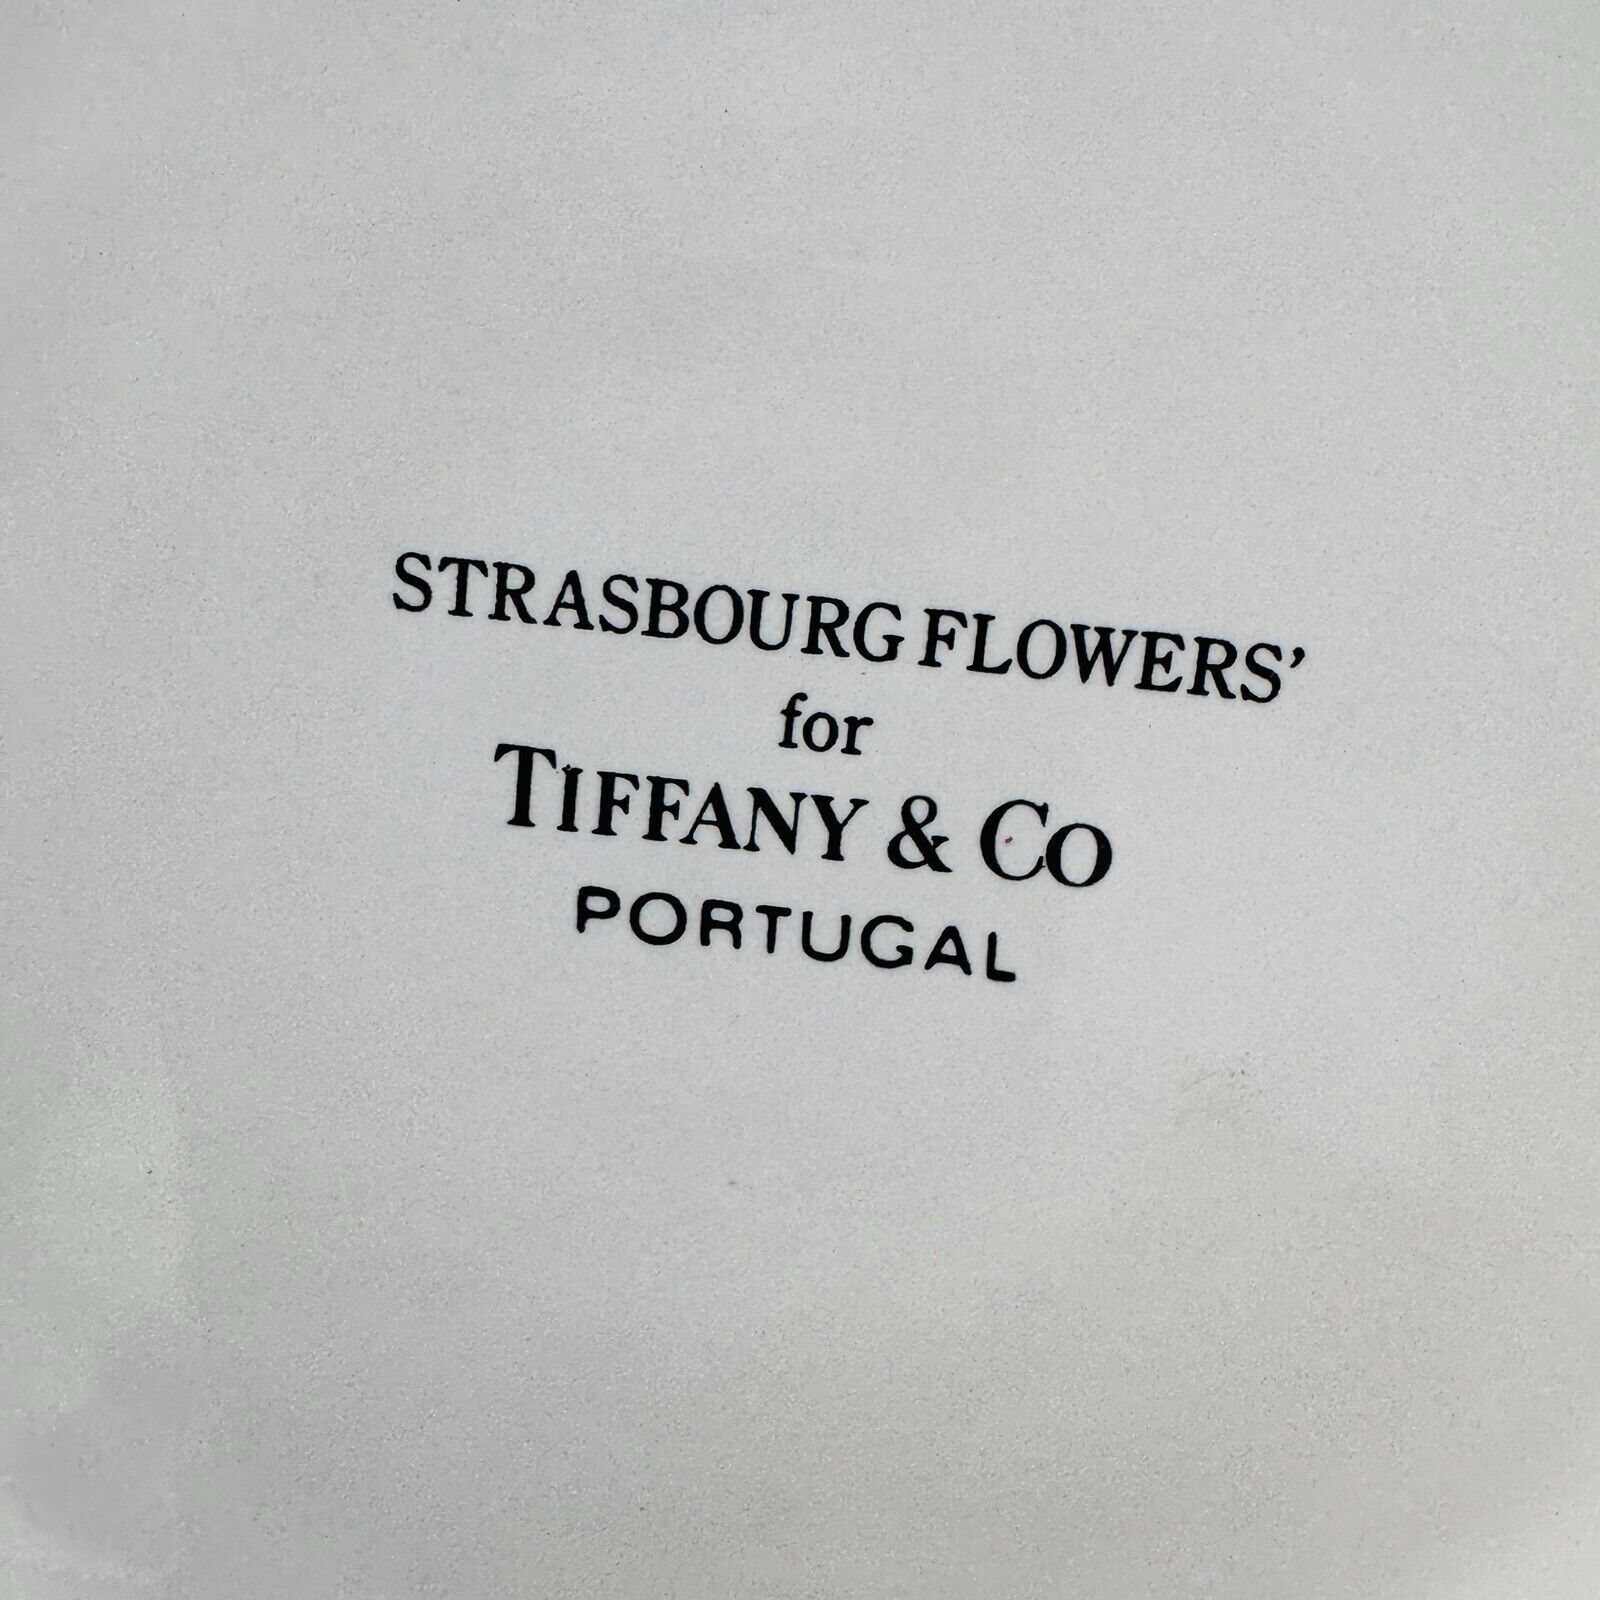 STRASBOURG FLOWERS’
for
TIFFANY & CO
PORTUGAL